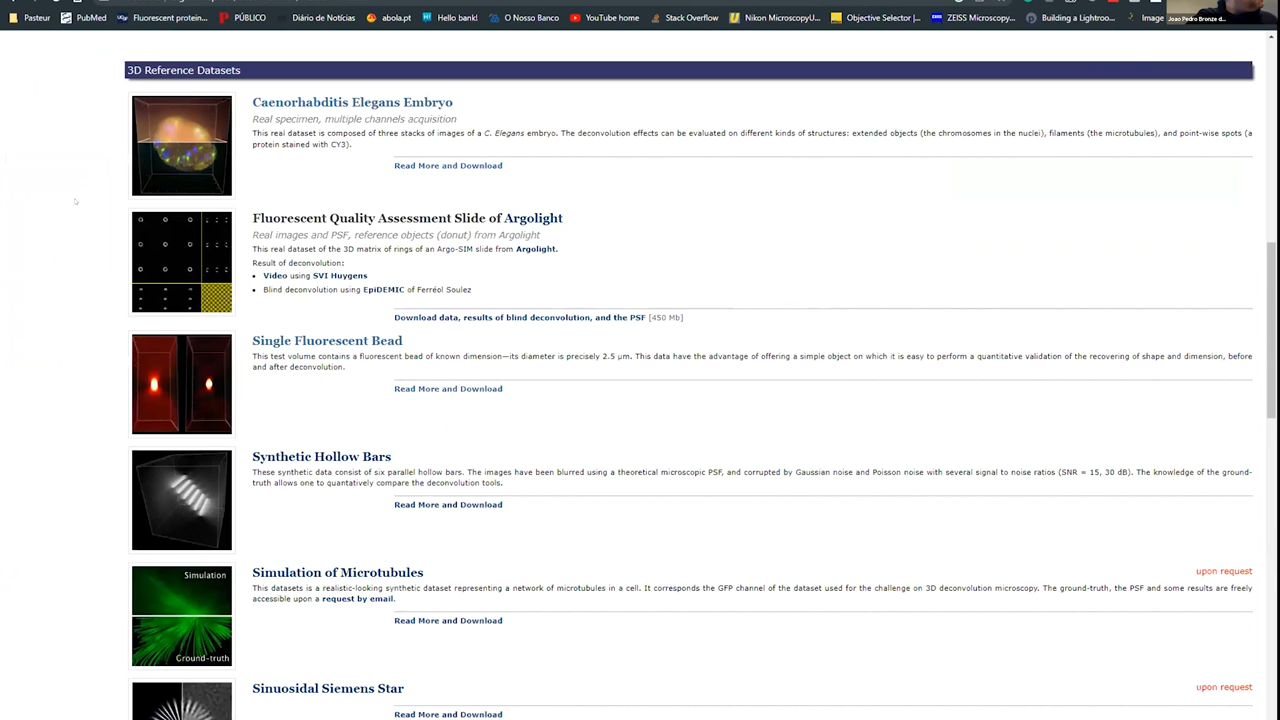 Pasteur PubMed Fluorescent protein... PÚBLICO Diário de Notícias abola.pt Hello bank! O Nosso Banco YouTube home Stack Overflow Nikon MicroscopyU... Objective Selector |... ZEISS Microscopy... Building a Lightroo... Image
Joao Pedro Bronze d...
3D Reference Datasets
Caenorhabditis Elegans Embryo
Real specimen, multiple channels acquisition
This real dataset is composed of three stacks of images of a C. Elegans embryo. The deconvolution effects can be evaluated on different kinds of structures: extended objects (the chromosomes in the nuclei), filaments (the microtubules), and point-wise spots (a
protein stained with CY3).
Read More and Download
Fluorescent Quality Assessment Slide of Argolight
Real images and PSF, reference objects (donut) from Argolight
This real dataset of the 3D matrix of rings of an Argo-SIM slide from Argolight.
Result of deconvolution:
• Video using SVI Huygens
• Blind deconvolution using EpiDEMIC of Ferréol Soulez
Download data, results of blind deconvolution, and the PSF [450 Mb]
Single Fluorescent Bead
This test volume contains a fluorescent bead of known dimension—its diameter is precisely 2.5 µm. This data have the advantage of offering a simple object on which it is easy to perform a quantitative validation of the recovering of shape and dimension, before
and after deconvolution.
Read More and Download
Synthetic Hollow Bars
These synthetic data consist of six parallel hollow bars. The images have been blurred using a theoretical microscopic PSF, and corrupted by Gaussian noise and Poisson noise with several signal to noise ratios (SNR = 15, 30 dB). The knowledge of the ground-
truth allows one to quantatively compare the deconvolution tools.
Read More and Download
Simulation
Ground-truth
Simulation of Microtubules
upon request
This datasets is a realistic-looking synthetic dataset representing a network of microtubules in a cell. It corresponds the GFP channel of the dataset used for the challenge on 3D deconvolution microscopy. The ground-truth, the PSF and some results are freely
accessible upon a request by email.
Read More and Download
Sinuosidal Siemens Star
upon request
Read More and Download